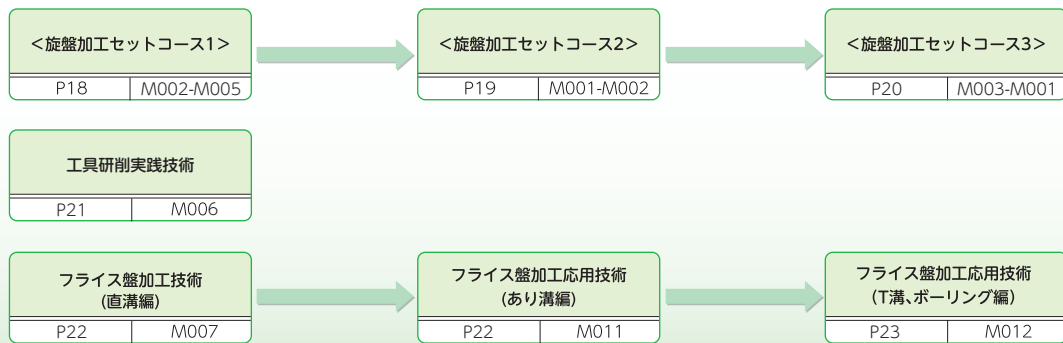 <旋盤加工セットコース1>
P18 M002-M005
<旋盤加工セットコース2>
P19 M001-M002
<旋盤加工セットコース3>
P20 M003-M001
工具研削実践技術
P21 M006
フライス盤加工技術
(直溝編)
P22 M007
フライス盤加工応用技術
(あり溝編)
P22 M011
フライス盤加工応用技術
(T溝、ボーリング編)
P23 M012